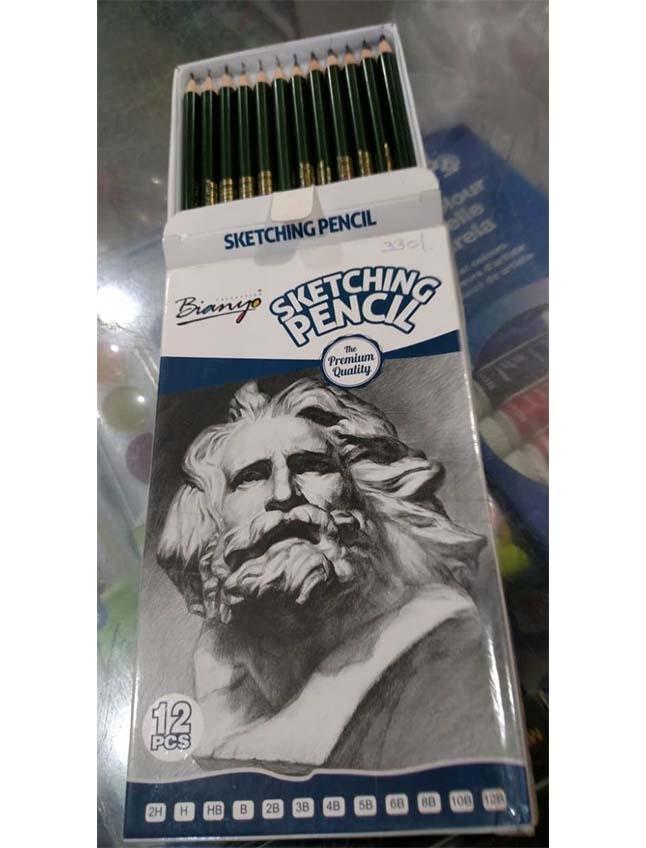 SKETCHING PENCIL
330/.
Bianyo
SKETCHING
PENCIL
The
Premium
Quality
12
PCS
2H H HB B 2B 3B 4B 5B 6B 8B 10B 12B